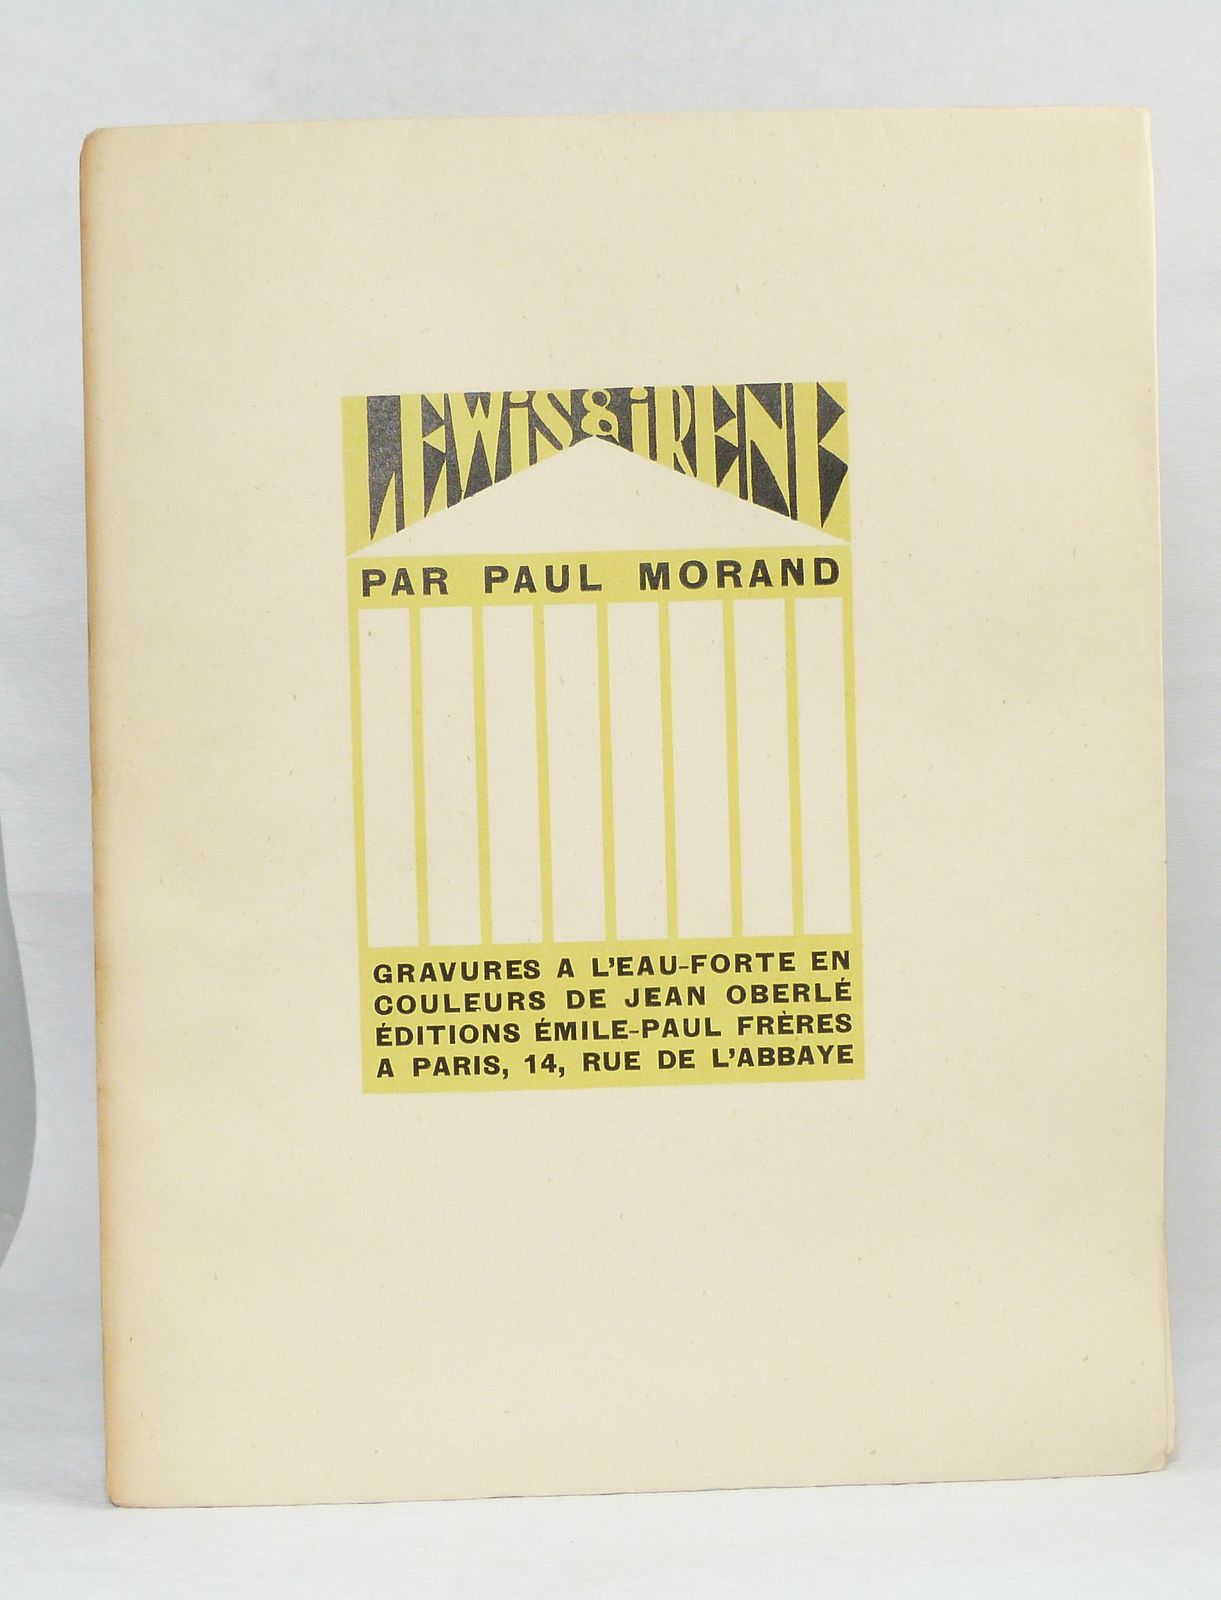 LEWiS & iRENE
PAR PAUL MORAND
GRAVURES A L'EAU-FORTE EN
COULEURS DE JEAN OBERLÉ
ÉDITIONS ÉMILE-PAUL FRÈRES
A PARIS, 14, RUE DE L'ABBAYE